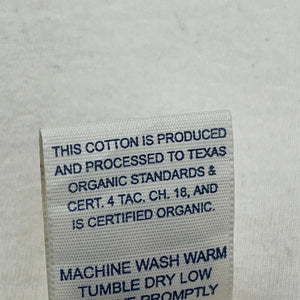 THIS COTTON IS PRODUCED
AND PROCESSED TO TEXAS
ORGANIC STANDARDS &
CERT. 4 TAC. CH. 18, AND
IS CERTIFIED ORGANIC.
MACHINE WASH WARM
TUMBLE DRY LOW
PROMPTLY